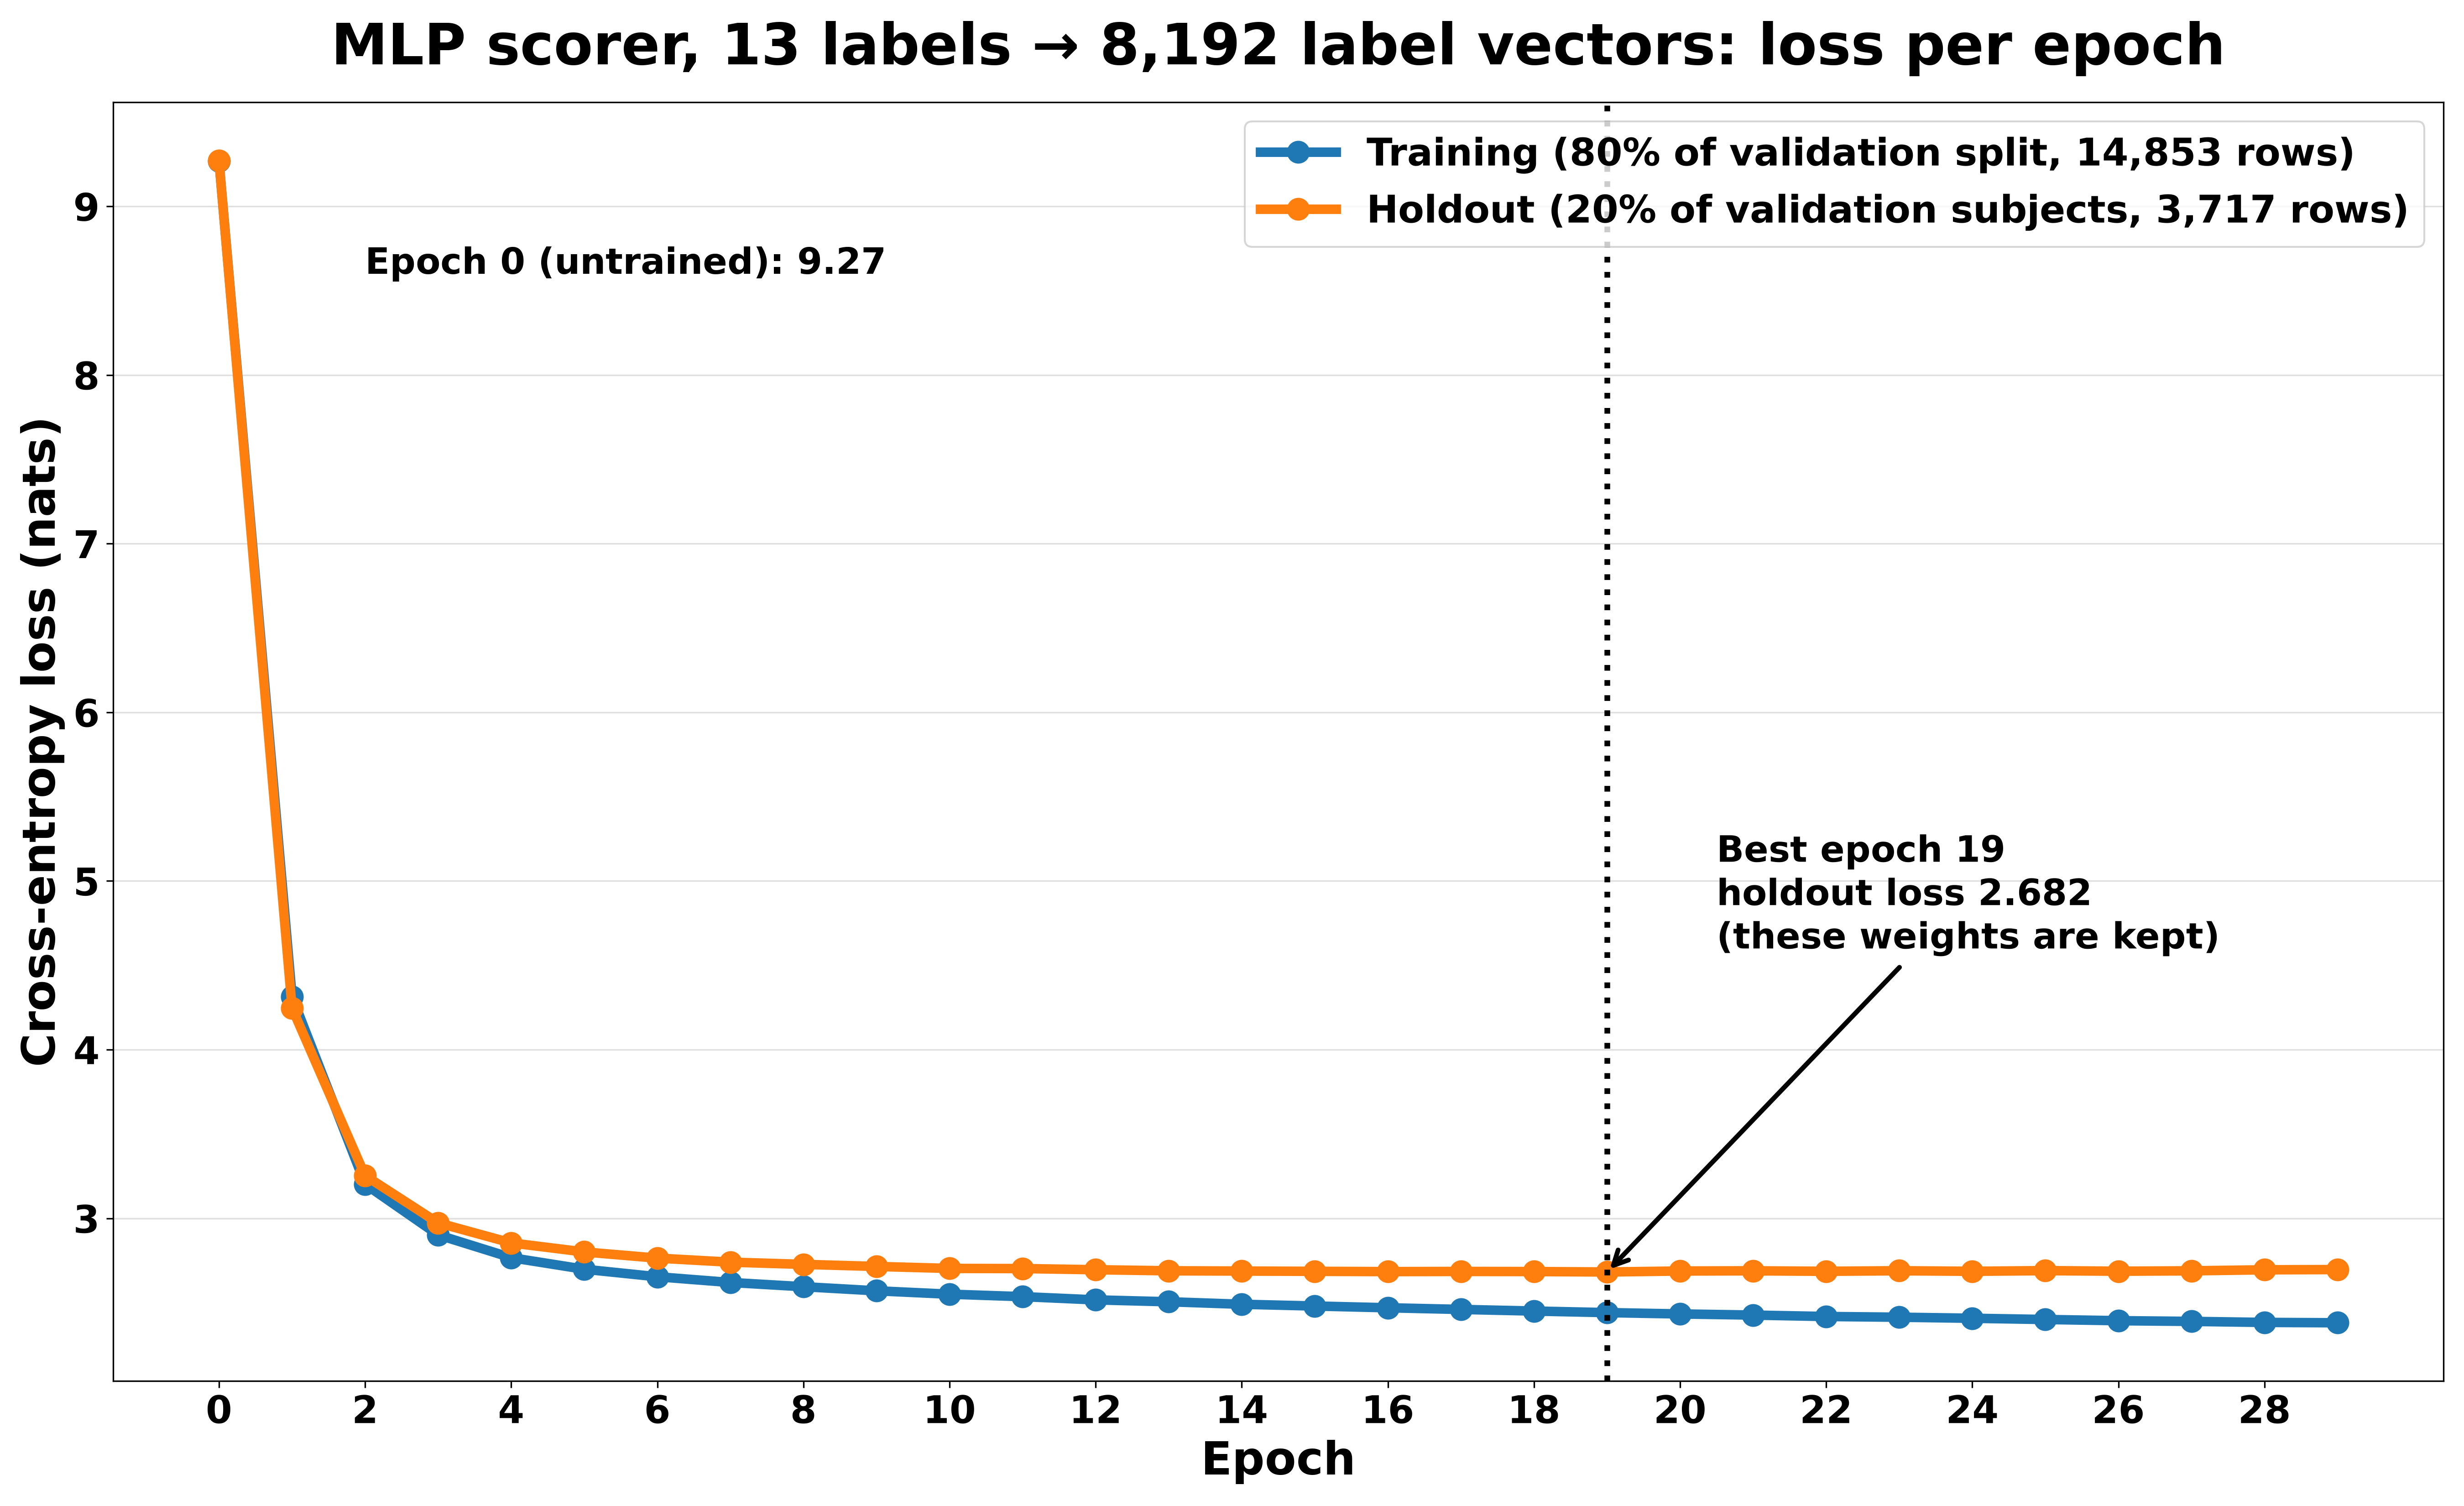 MLP scorer, 13 labels → 8,192 label vectors: loss per epoch
Training (80% of validation split, 14,853 rows)
Holdout (20% of validation subjects, 3,717 rows)
Epoch 0 (untrained): 9.27
Best epoch 19
holdout loss 2.682
(these weights are kept)
Cross-entropy loss (nats)
9
8
7
6
5
4
3
0 2 4 6 8 10 12 14 16 18 20 22 24 26 28
Epoch